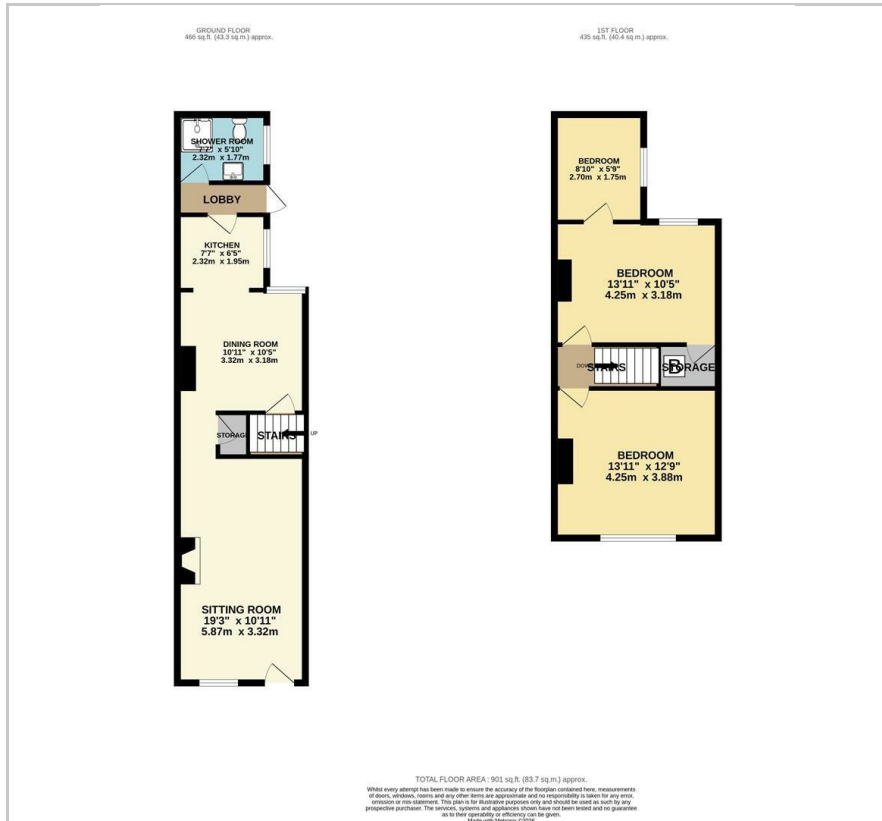 GROUND FLOOR
466 sq.ft. (43.3 sq.m.) approx.
SHOWER ROOM
7'7" x 5'10"
2.32m x 1.77m
LOBBY
KITCHEN
7'7" x 6'5"
2.32m x 1.95m
DINING ROOM
10'11" x 10'5"
3.32m x 3.18m
STORAGE
STAIRS
UP
SITTING ROOM
19'3" x 10'11"
5.87m x 3.32m
1ST FLOOR
435 sq.ft. (40.4 sq.m.) approx.
BEDROOM
8'10" x 5'9"
2.70m x 1.75m
BEDROOM
13'11" x 10'5"
4.25m x 3.18m
DOWN
STAIRS
B
STORAGE
BEDROOM
13'11" x 12'9"
4.25m x 3.88m
TOTAL FLOOR AREA : 901 sq.ft. (83.7 sq.m.) approx.
Whilst every attempt has been made to ensure the accuracy of the floorplan contained here, measurements
of doors, windows, rooms and any other items are approximate and no responsibility is taken for any error,
omission or mis-statement. This plan is for illustrative purposes only and should be used as such by any
prospective purchaser. The services, systems and appliances shown have not been tested and no guarantee
as to their operability or efficiency can be given.
Made with Metropix ©2025